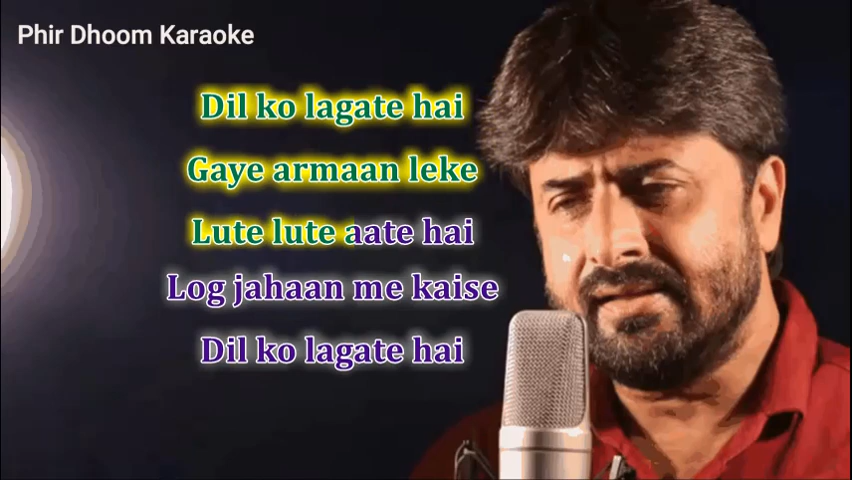 Phir Dhoom Karaoke
Dil ko lagate hai
Gaye armaan leke
Lute lute aate hai
Log jahaan me kaise
Dil ko lagate hai